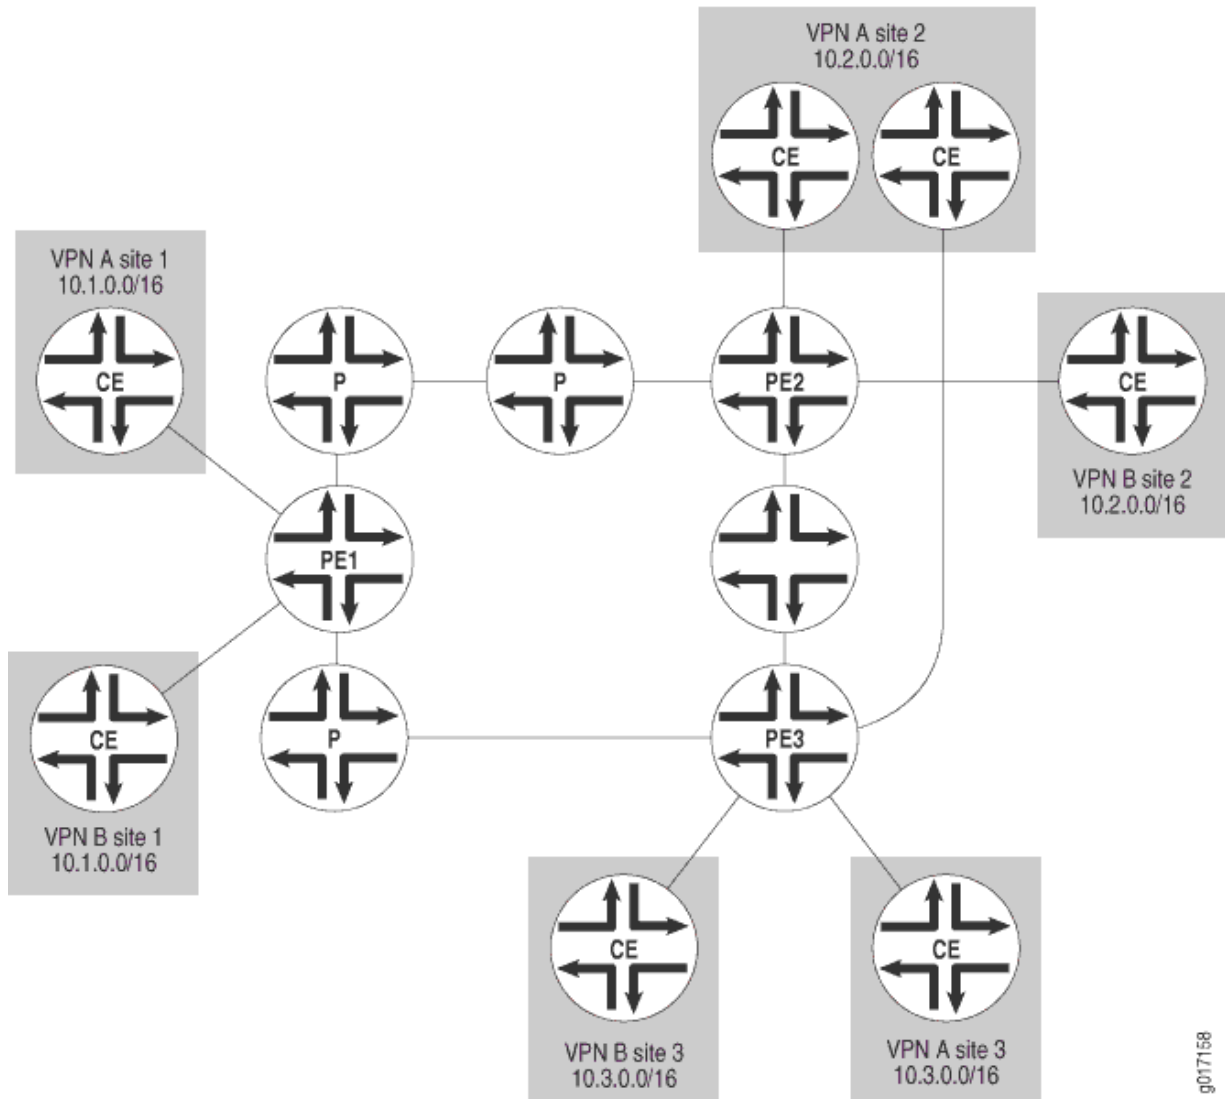 VPN A site 2
10.2.0.0/16
CE
CE
VPN A site 1
10.1.0.0/16
CE
P
P
PE2
CE
VPN B site 2
10.2.0.0/16
PE1
CE
VPN B site 1
10.1.0.0/16
P
PE3
CE
VPN B site 3
10.3.0.0/16
CE
VPN A site 3
10.3.0.0/16
g017158